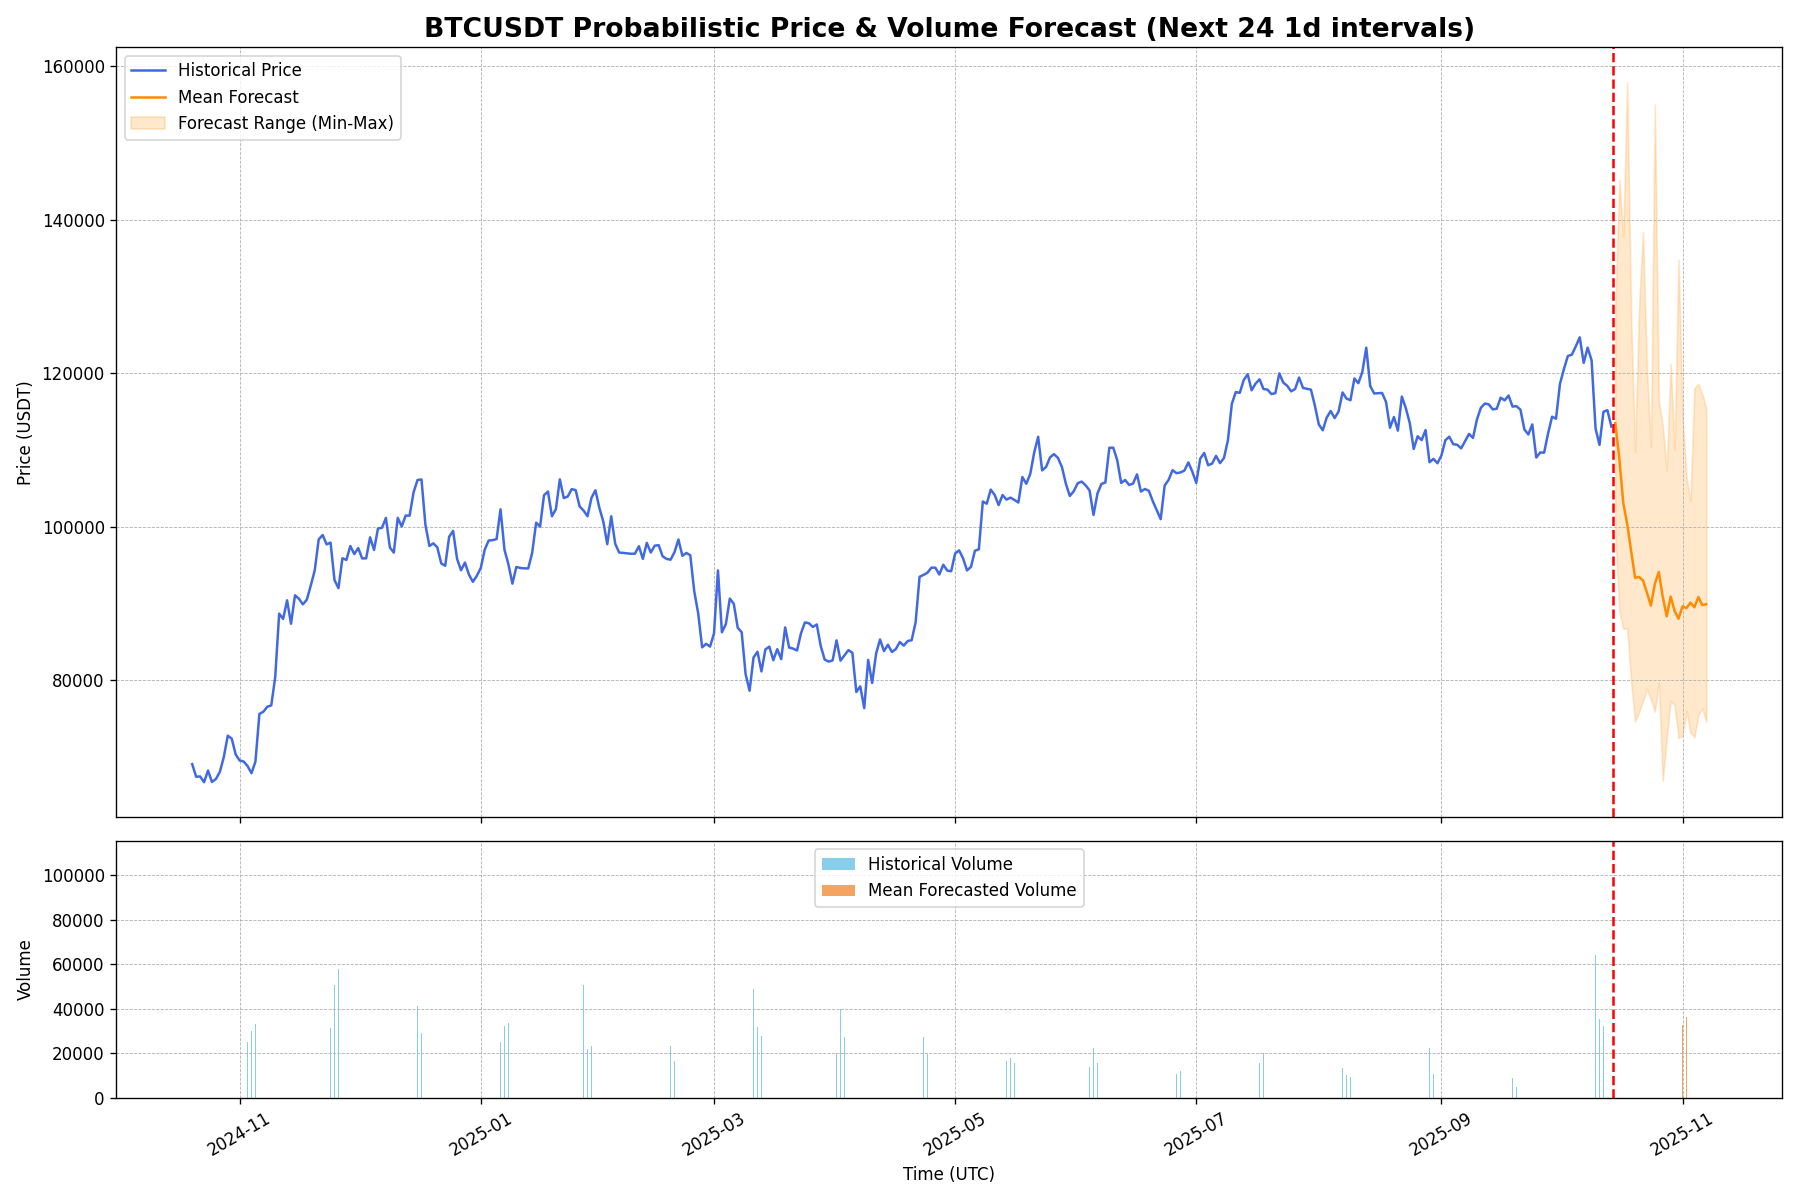 BTCUSDT Probabilistic Price & Volume Forecast (Next 24 1d intervals)
Historical Price
Mean Forecast
Forecast Range (Min-Max)
Price (USDT)
160000
140000
120000
100000
80000
Historical Volume
Mean Forecasted Volume
Volume
100000
80000
60000
40000
20000
0
2024-11
2025-01
2025-03
2025-05
2025-07
2025-09
2025-11
Time (UTC)